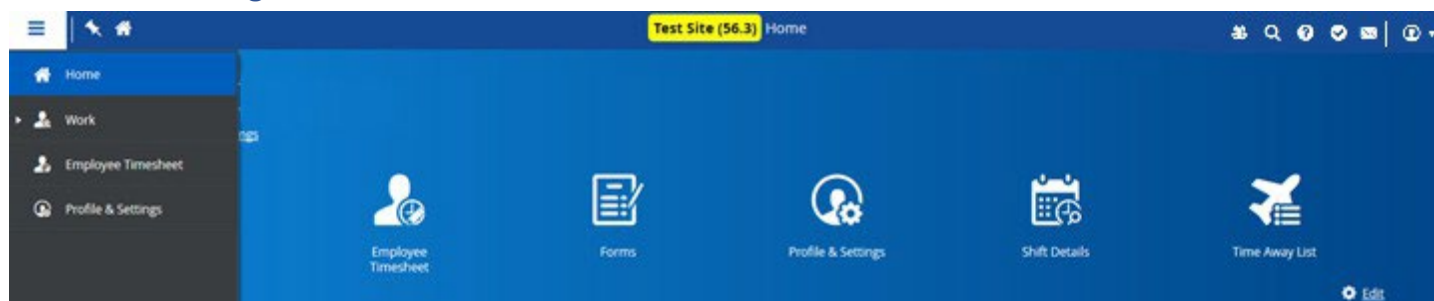 Test Site (56.3) Home
Home
Work
ngs
Employee Timesheet
Profile & Settings
Employee
Timesheet
Forms
Profile & Settings
Shift Details
Time Away List
Edit